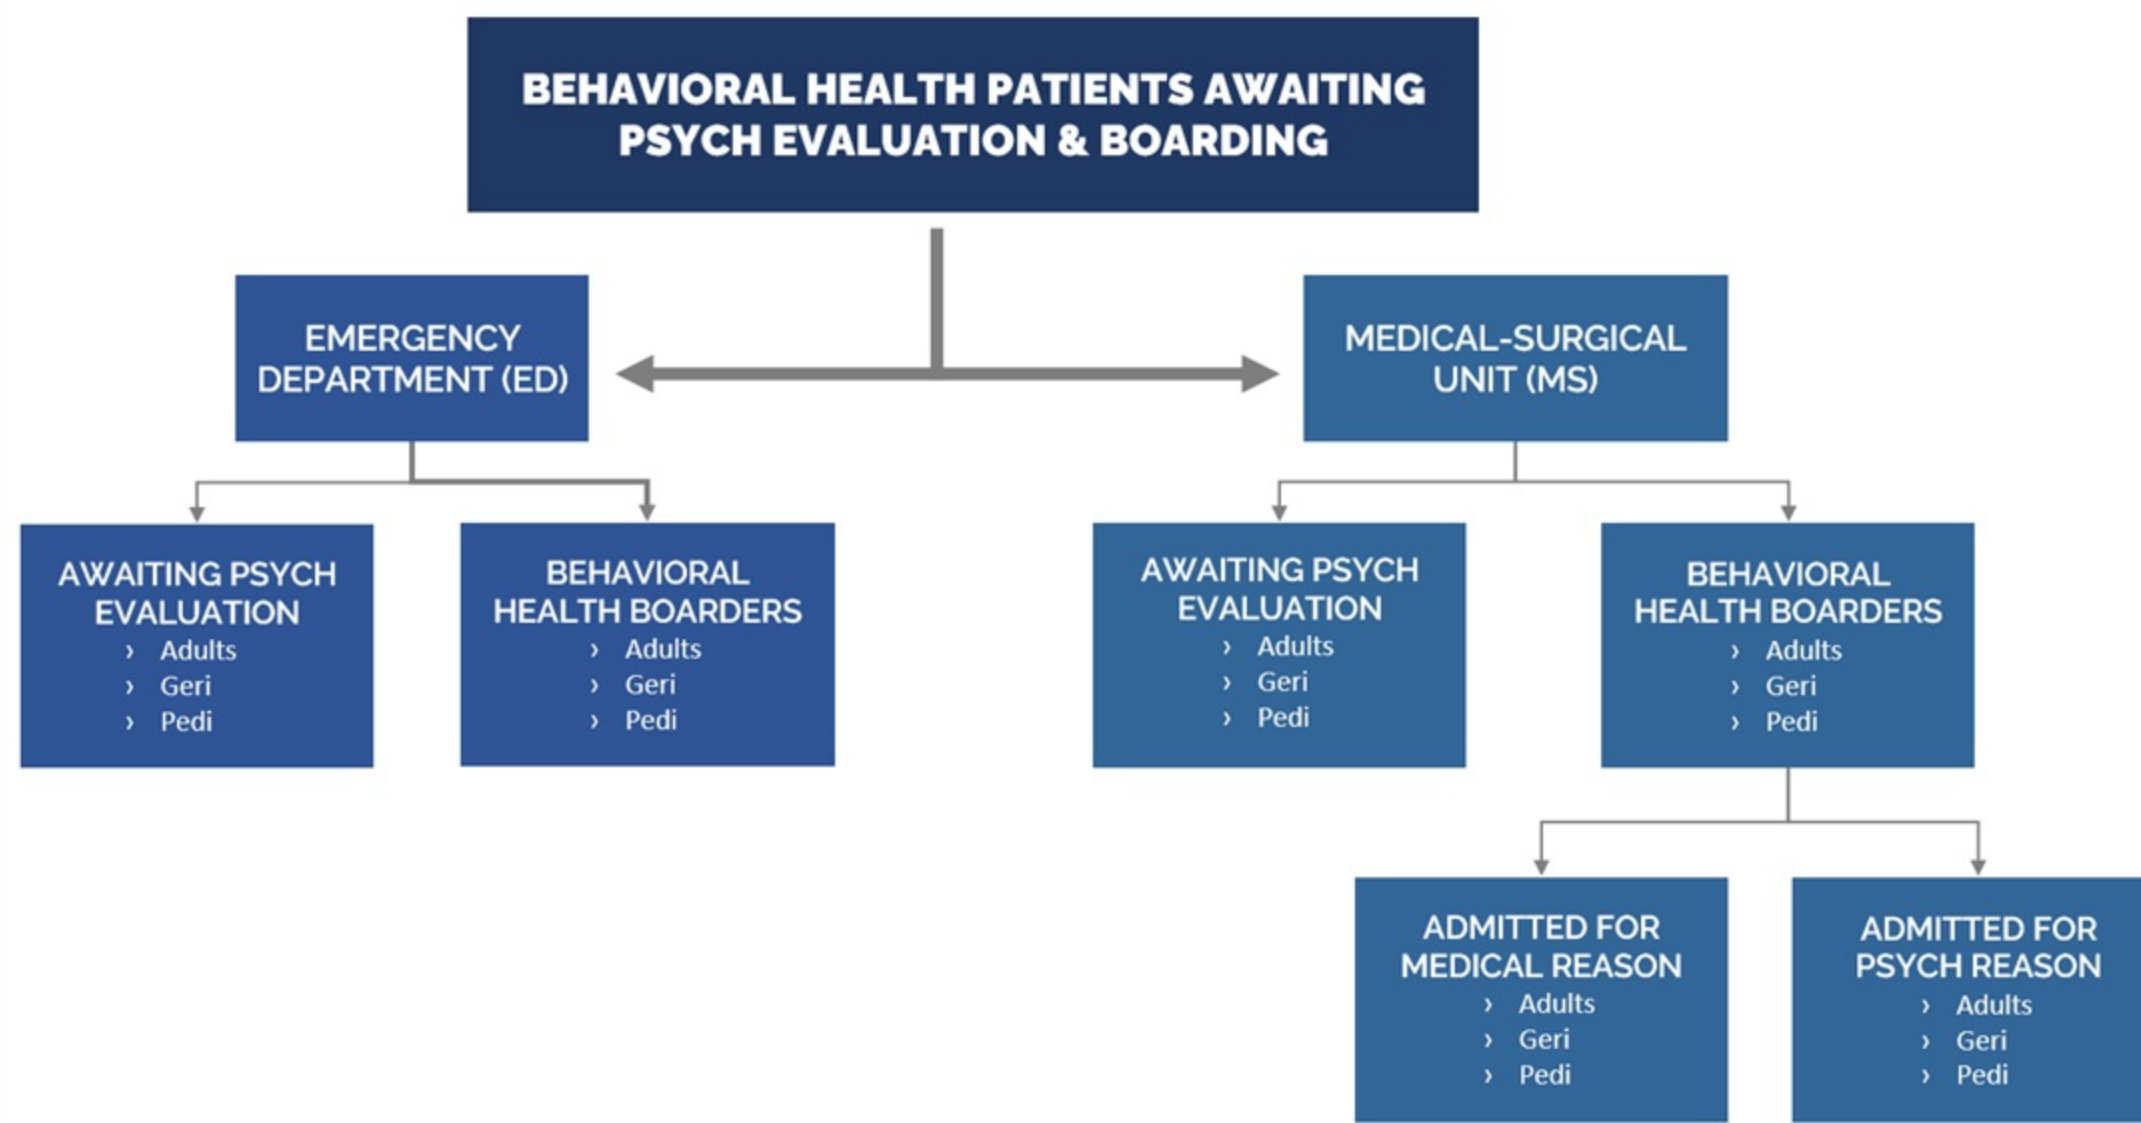 BEHAVIORAL HEALTH PATIENTS AWAITING
PSYCH EVALUATION & BOARDING
EMERGENCY
DEPARTMENT (ED)
MEDICAL-SURGICAL
UNIT (MS)
AWAITING PSYCH
EVALUATION
› Adults
› Geri
› Pedi
BEHAVIORAL
HEALTH BOARDERS
› Adults
› Geri
› Pedi
AWAITING PSYCH
EVALUATION
› Adults
› Geri
› Pedi
BEHAVIORAL
HEALTH BOARDERS
› Adults
› Geri
› Pedi
ADMITTED FOR
MEDICAL REASON
› Adults
› Geri
› Pedi
ADMITTED FOR
PSYCH REASON
› Adults
› Geri
› Pedi